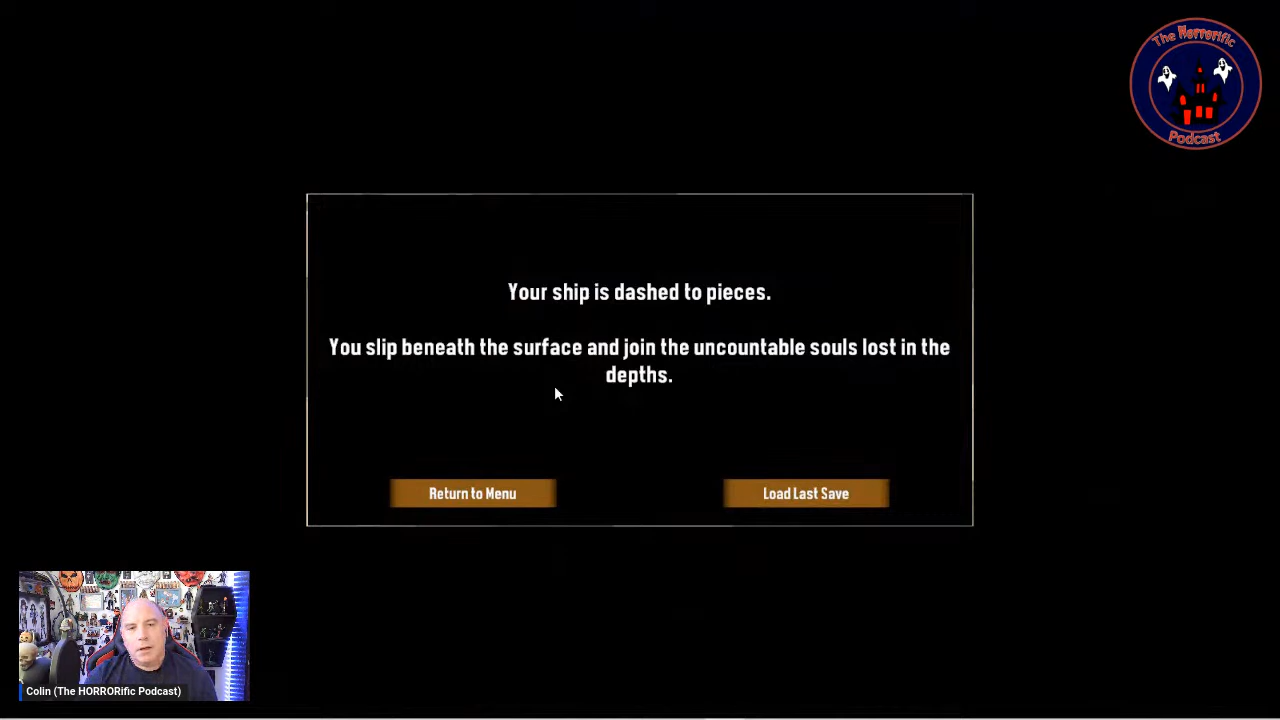 The HorrorIfic
Podcast
Your ship is dashed to pieces.
You slip beneath the surface and join the uncountable souls lost in the
depths.
Return to Menu
Load Last Save
Colin (The HORRORific Podcast)